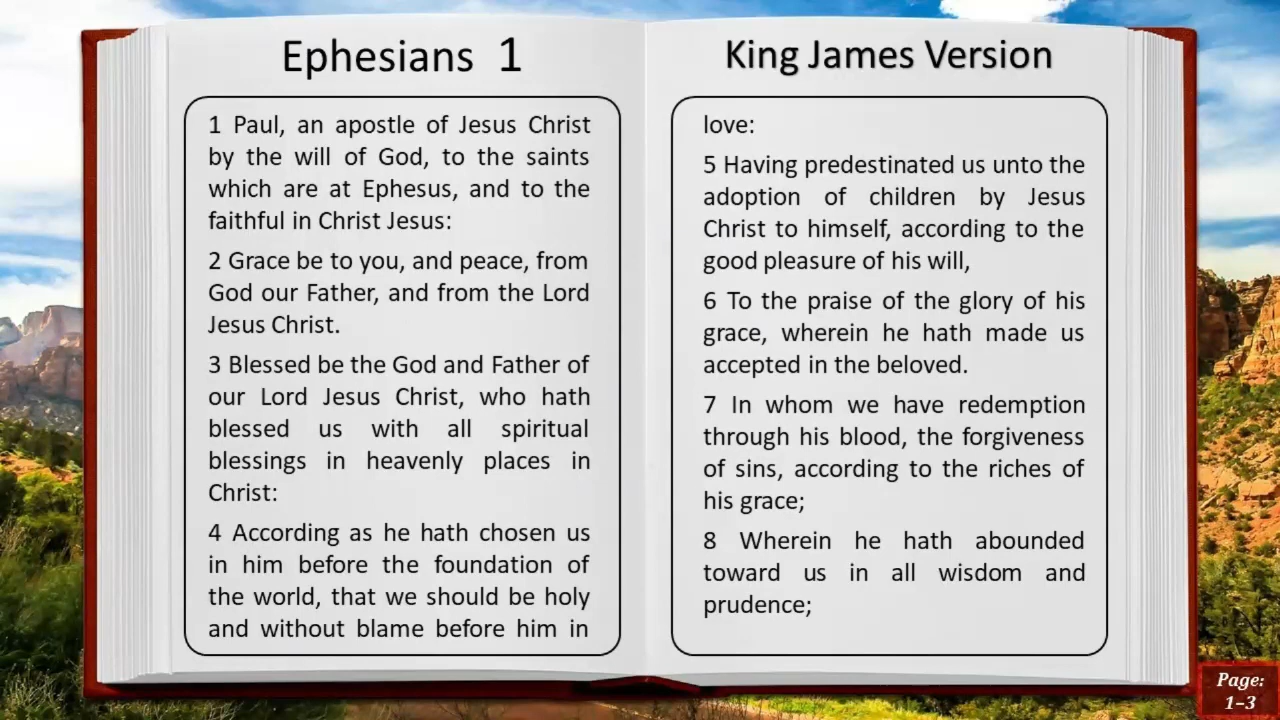 Ephesians 1
1 Paul, an apostle of Jesus Christ
by the will of God, to the saints
which are at Ephesus, and to the
faithful in Christ Jesus:
2 Grace be to you, and peace, from
God our Father, and from the Lord
Jesus Christ.
3 Blessed be the God and Father of
our Lord Jesus Christ, who hath
blessed us with all spiritual
blessings in heavenly places in
Christ:
4 According as he hath chosen us
in him before the foundation of
the world, that we should be holy
and without blame before him in
King James Version
love:
5 Having predestinated us unto the
adoption of children by Jesus
Christ to himself, according to the
good pleasure of his will,
6 To the praise of the glory of his
grace, wherein he hath made us
accepted in the beloved.
7 In whom we have redemption
through his blood, the forgiveness
of sins, according to the riches of
his grace;
8 Wherein he hath abounded
toward us in all wisdom and
prudence;
Page:
1–3